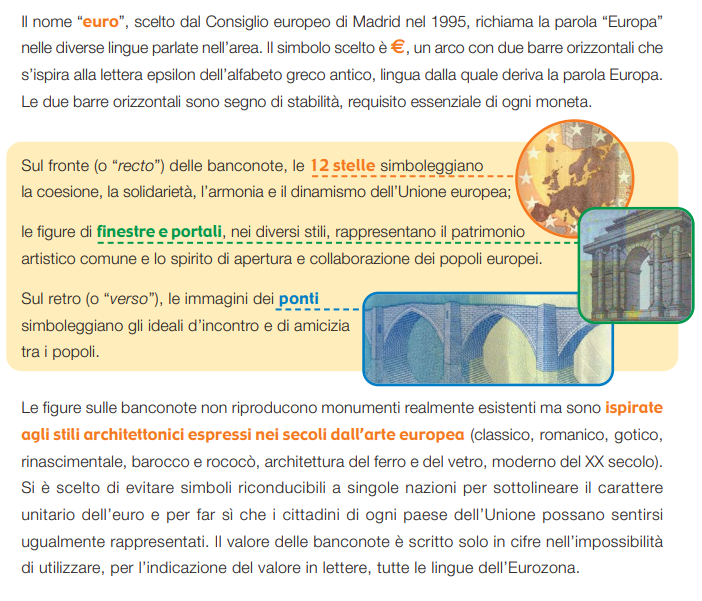 Il nome “euro”, scelto dal Consiglio europeo di Madrid nel 1995, richiama la parola “Europa”
nelle diverse lingue parlate nell’area. Il simbolo scelto è €, un arco con due barre orizzontali che
s’ispira alla lettera epsilon dell’alfabeto greco antico, lingua dalla quale deriva la parola Europa.
Le due barre orizzontali sono segno di stabilità, requisito essenziale di ogni moneta.
Sul fronte (o “recto”) delle banconote, le 12 stelle simboleggiano
la coesione, la solidarietà, l’armonia e il dinamismo dell’Unione europea;
le figure di finestre e portali, nei diversi stili, rappresentano il patrimonio
artistico comune e lo spirito di apertura e collaborazione dei popoli europei.
Sul retro (o “verso”), le immagini dei ponti
simboleggiano gli ideali d’incontro e di amicizia
tra i popoli.
Le figure sulle banconote non riproducono monumenti realmente esistenti ma sono ispirate
agli stili architettonici espressi nei secoli dall’arte europea (classico, romanico, gotico,
rinascimentale, barocco e rococò, architettura del ferro e del vetro, moderno del XX secolo).
Si è scelto di evitare simboli riconducibili a singole nazioni per sottolineare il carattere
unitario dell’euro e per far sì che i cittadini di ogni paese dell’Unione possano sentirsi
ugualmente rappresentati. Il valore delle banconote è scritto solo in cifre nell’impossibilità
di utilizzare, per l’indicazione del valore in lettere, tutte le lingue dell’Eurozona.